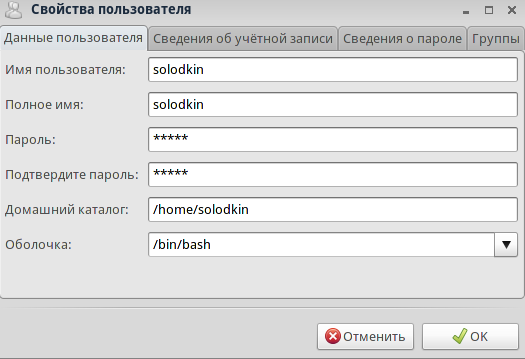 Свойства пользователя
Данные пользователя Сведения об учётной записи Сведения о пароле Группы
Имя пользователя: solodkin
Полное имя: solodkin
Пароль: *****
Подтвердите пароль: *****
Домашний каталог: /home/solodkin
Оболочка: /bin/bash
Отменить OK